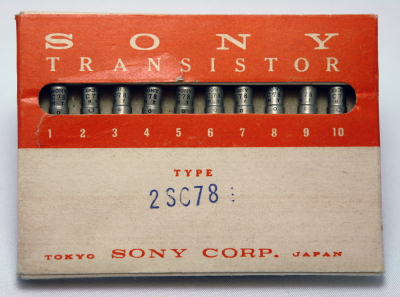 SONY
TRANSISTOR
1 2 3 4 5 6 7 8 9 10
TYPE
2SC78
TOKYO SONY CORP. JAPAN